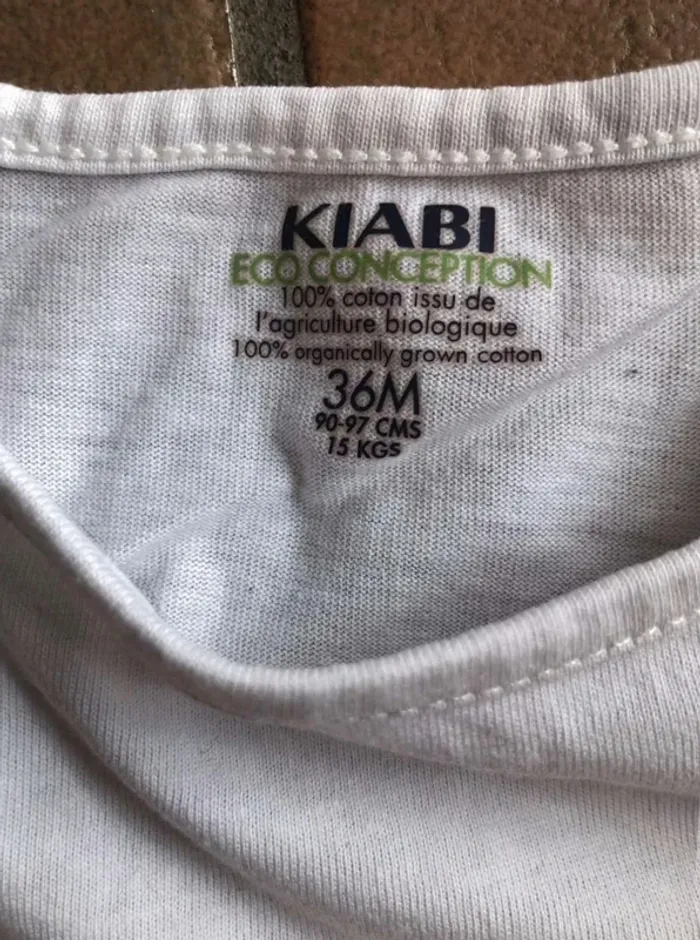 KIABI
ECO CONCEPTION
100% coton issu de
l'agriculture biologique
100% organically grown cotton
36M
90-97 CMS
15 KGS